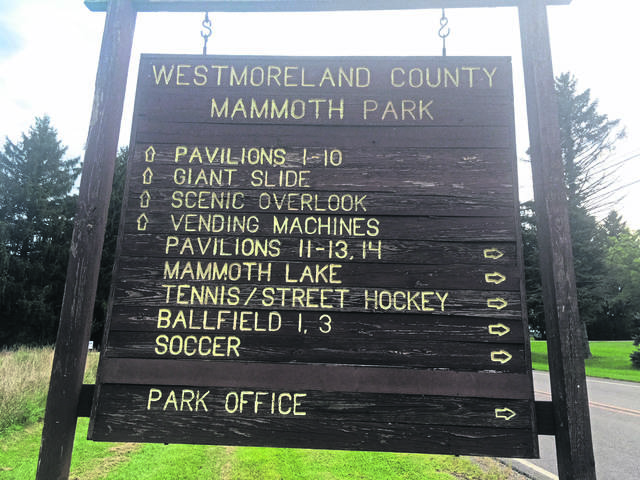 WESTMORELAND COUNTY
MAMMOTH PARK
⇧ PAVILIONS 1-10
⇧ GIANT SLIDE
⇧ SCENIC OVERLOOK
⇧ VENDING MACHINES
PAVILIONS 11-13, 14 ⇨
MAMMOTH LAKE ⇨
TENNIS/STREET HOCKEY ⇨
BALLFIELD 1, 3 ⇨
SOCCER ⇨
PARK OFFICE ⇨